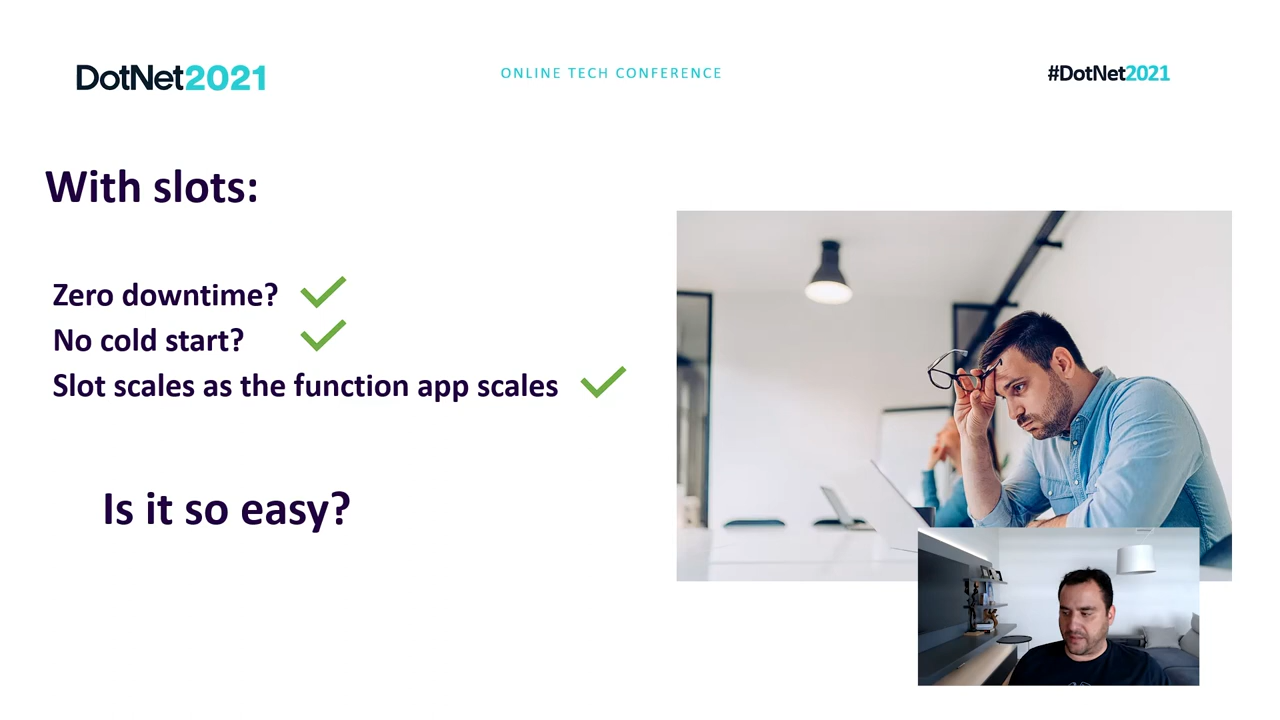 DotNet2021
ONLINE TECH CONFERENCE
#DotNet2021
With slots:
Zero downtime?
No cold start?
Slot scales as the function app scales
Is it so easy?